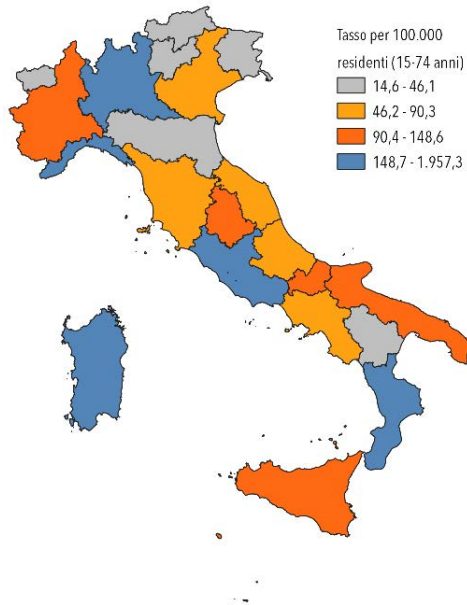 Tasso per 100.000
residenti (15-74 anni)
14,6 - 46,1
46,2 - 90,3
90,4 - 148,6
148,7 - 1.957,3